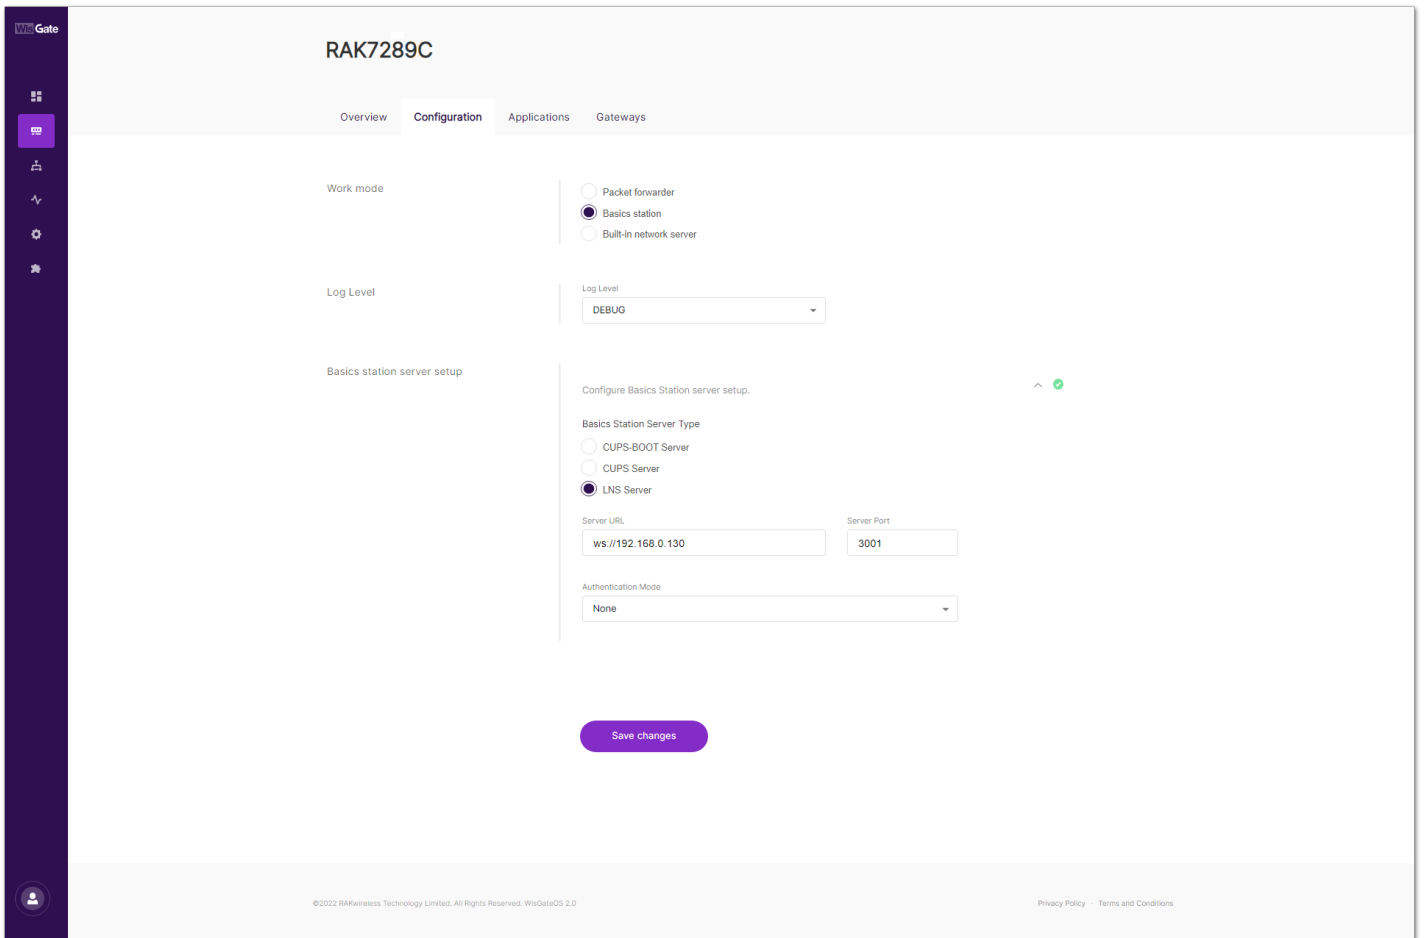 WisGate
RAK7289C
Overview Configuration Applications Gateways
Work mode
Packet forwarder
Basics station
Built-in network server
Log Level
Log Level
DEBUG
Basics station server setup
Configure Basics Station server setup.
Basics Station Server Type
CUPS-BOOT Server
CUPS Server
LNS Server
Server URL Server Port
ws://192.168.0.130 3001
Authentication Mode
None
Save changes
©2022 RAKwireless Technology Limited. All Rights Reserved. WisGateOS 2.0 Privacy Policy · Terms and Conditions